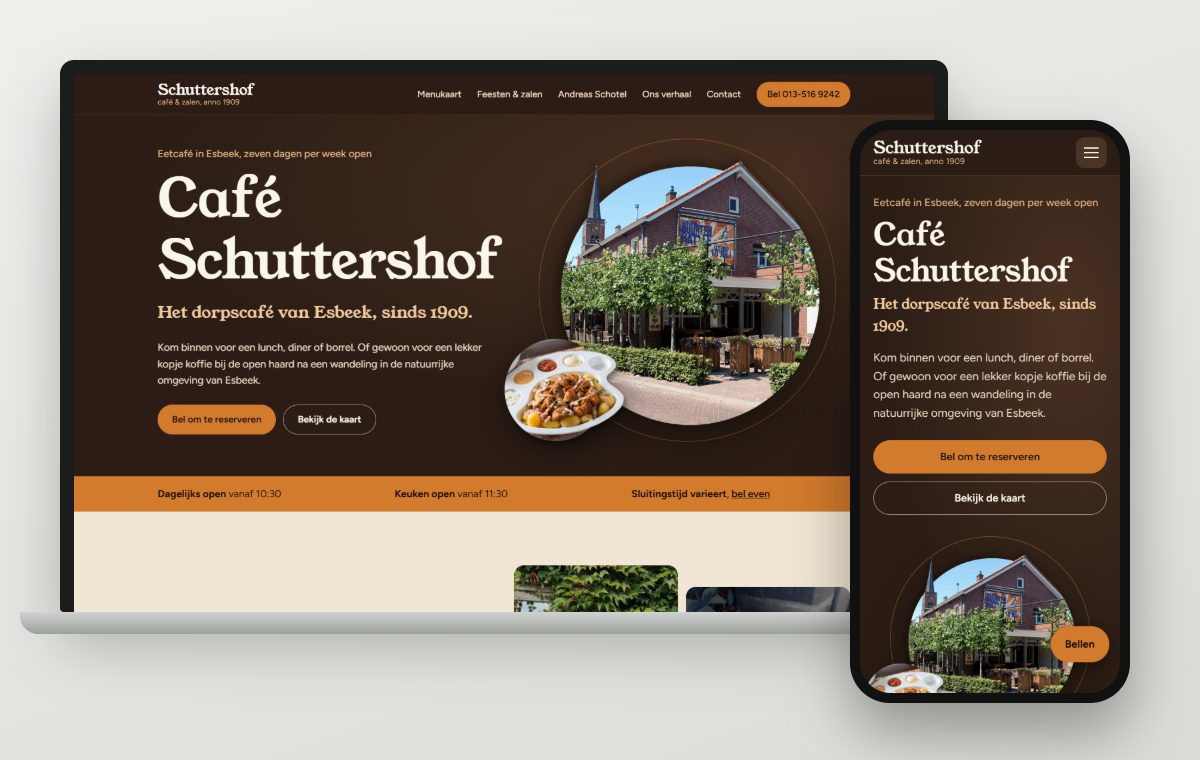 Schuttershof
café & zalen, anno 1909
Menukaart Feesten & zalen Andreas Schotel Ons verhaal Contact Bel 013-516 9242
Eetcafé in Esbeek, zeven dagen per week open
Café
Schuttershof
Het dorpscafé van Esbeek, sinds 1909.
Kom binnen voor een lunch, diner of borrel. Of gewoon voor een lekker
kopje koffie bij de open haard na een wandeling in de natuurrijke
omgeving van Esbeek.
Bel om te reserveren Bekijk de kaart
Dagelijks open vanaf 10:30 Keuken open vanaf 11:30 Sluitingstijd varieert, bel even
Schuttershof
café & zalen, anno 1909
Eetcafé in Esbeek, zeven dagen per week open
Café
Schuttershof
Het dorpscafé van Esbeek, sinds
1909.
Kom binnen voor een lunch, diner of borrel.
Of gewoon voor een lekker kopje koffie bij de
open haard na een wandeling in de
natuurrijke omgeving van Esbeek.
Bel om te reserveren
Bekijk de kaart
Bellen